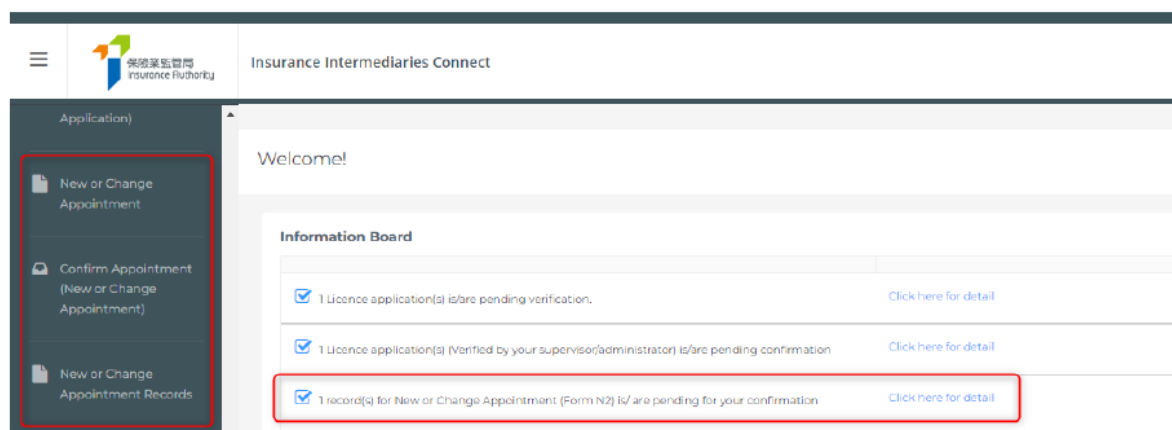 保險業監管局
Insurance Authority
Insurance Intermediaries Connect
Application)
New or Change
Appointment
Confirm Appointment
(New or Change
Appointment)
New or Change
Appointment Records
Welcome!
Information Board
1 Licence application(s) is/are pending verification.
Click here for detail
1 Licence application(s) (Verified by your supervisor/administrator) is/are pending confirmation
Click here for detail
1 record(s) for New or Change Appointment (Form N2) is/ are pending for your confirmation
Click here for detail